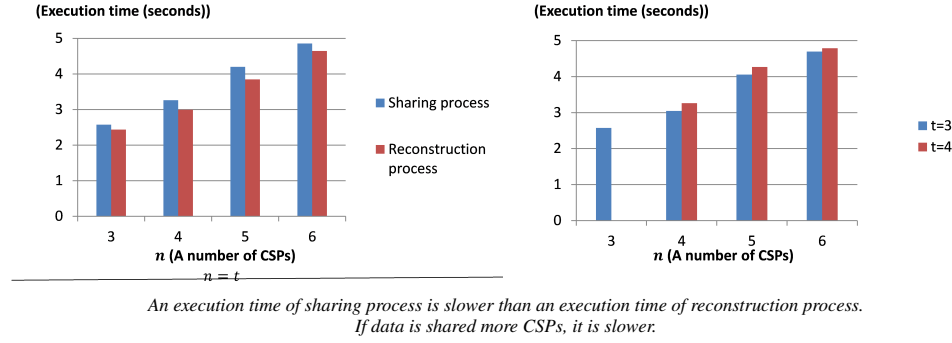 (Execution time (seconds))
5
4
3
2
1
0
3 4 5 6
n (A number of CSPs)
n = t
Sharing process
Reconstruction
process
(Execution time (seconds))
5
4
3
2
1
0
3 4 5 6
n (A number of CSPs)
t=3
t=4
An execution time of sharing process is slower than an execution time of reconstruction process.
If data is shared more CSPs, it is slower.